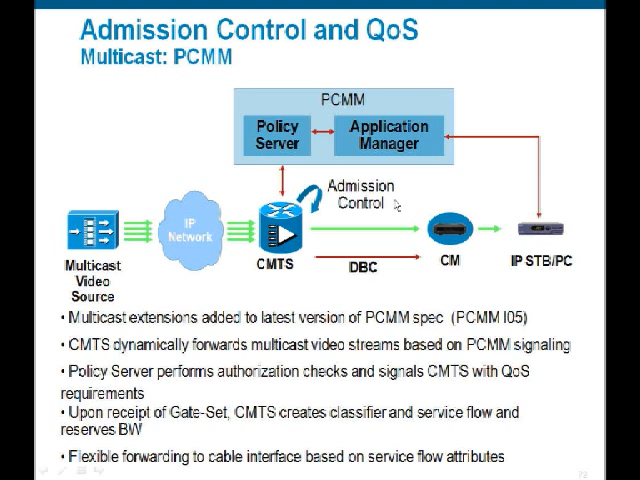 Admission Control and QoS
Multicast: PCMM
PCMM
Policy
Server
Application
Manager
Admission
Control
IP
Network
CMTS
DBC
CM
IP STB/PC
Multicast
Video
Source
• Multicast extensions added to latest version of PCMM spec (PCMM I05)
• CMTS dynamically forwards multicast video streams based on PCMM signaling
• Policy Server performs authorization checks and signals CMTS with QoS
requirements
• Upon receipt of Gate-Set, CMTS creates classifier and service flow and
reserves BW
• Flexible forwarding to cable interface based on service flow attributes